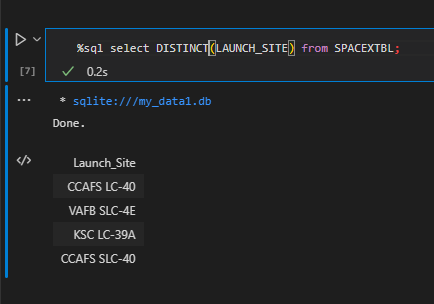 %sql select DISTINCT(LAUNCH_SITE) from SPACEXTBL;
[7]
0.2s
* sqlite:///my_data1.db
Done.
Launch_Site
CCAFS LC-40
VAFB SLC-4E
KSC LC-39A
CCAFS SLC-40